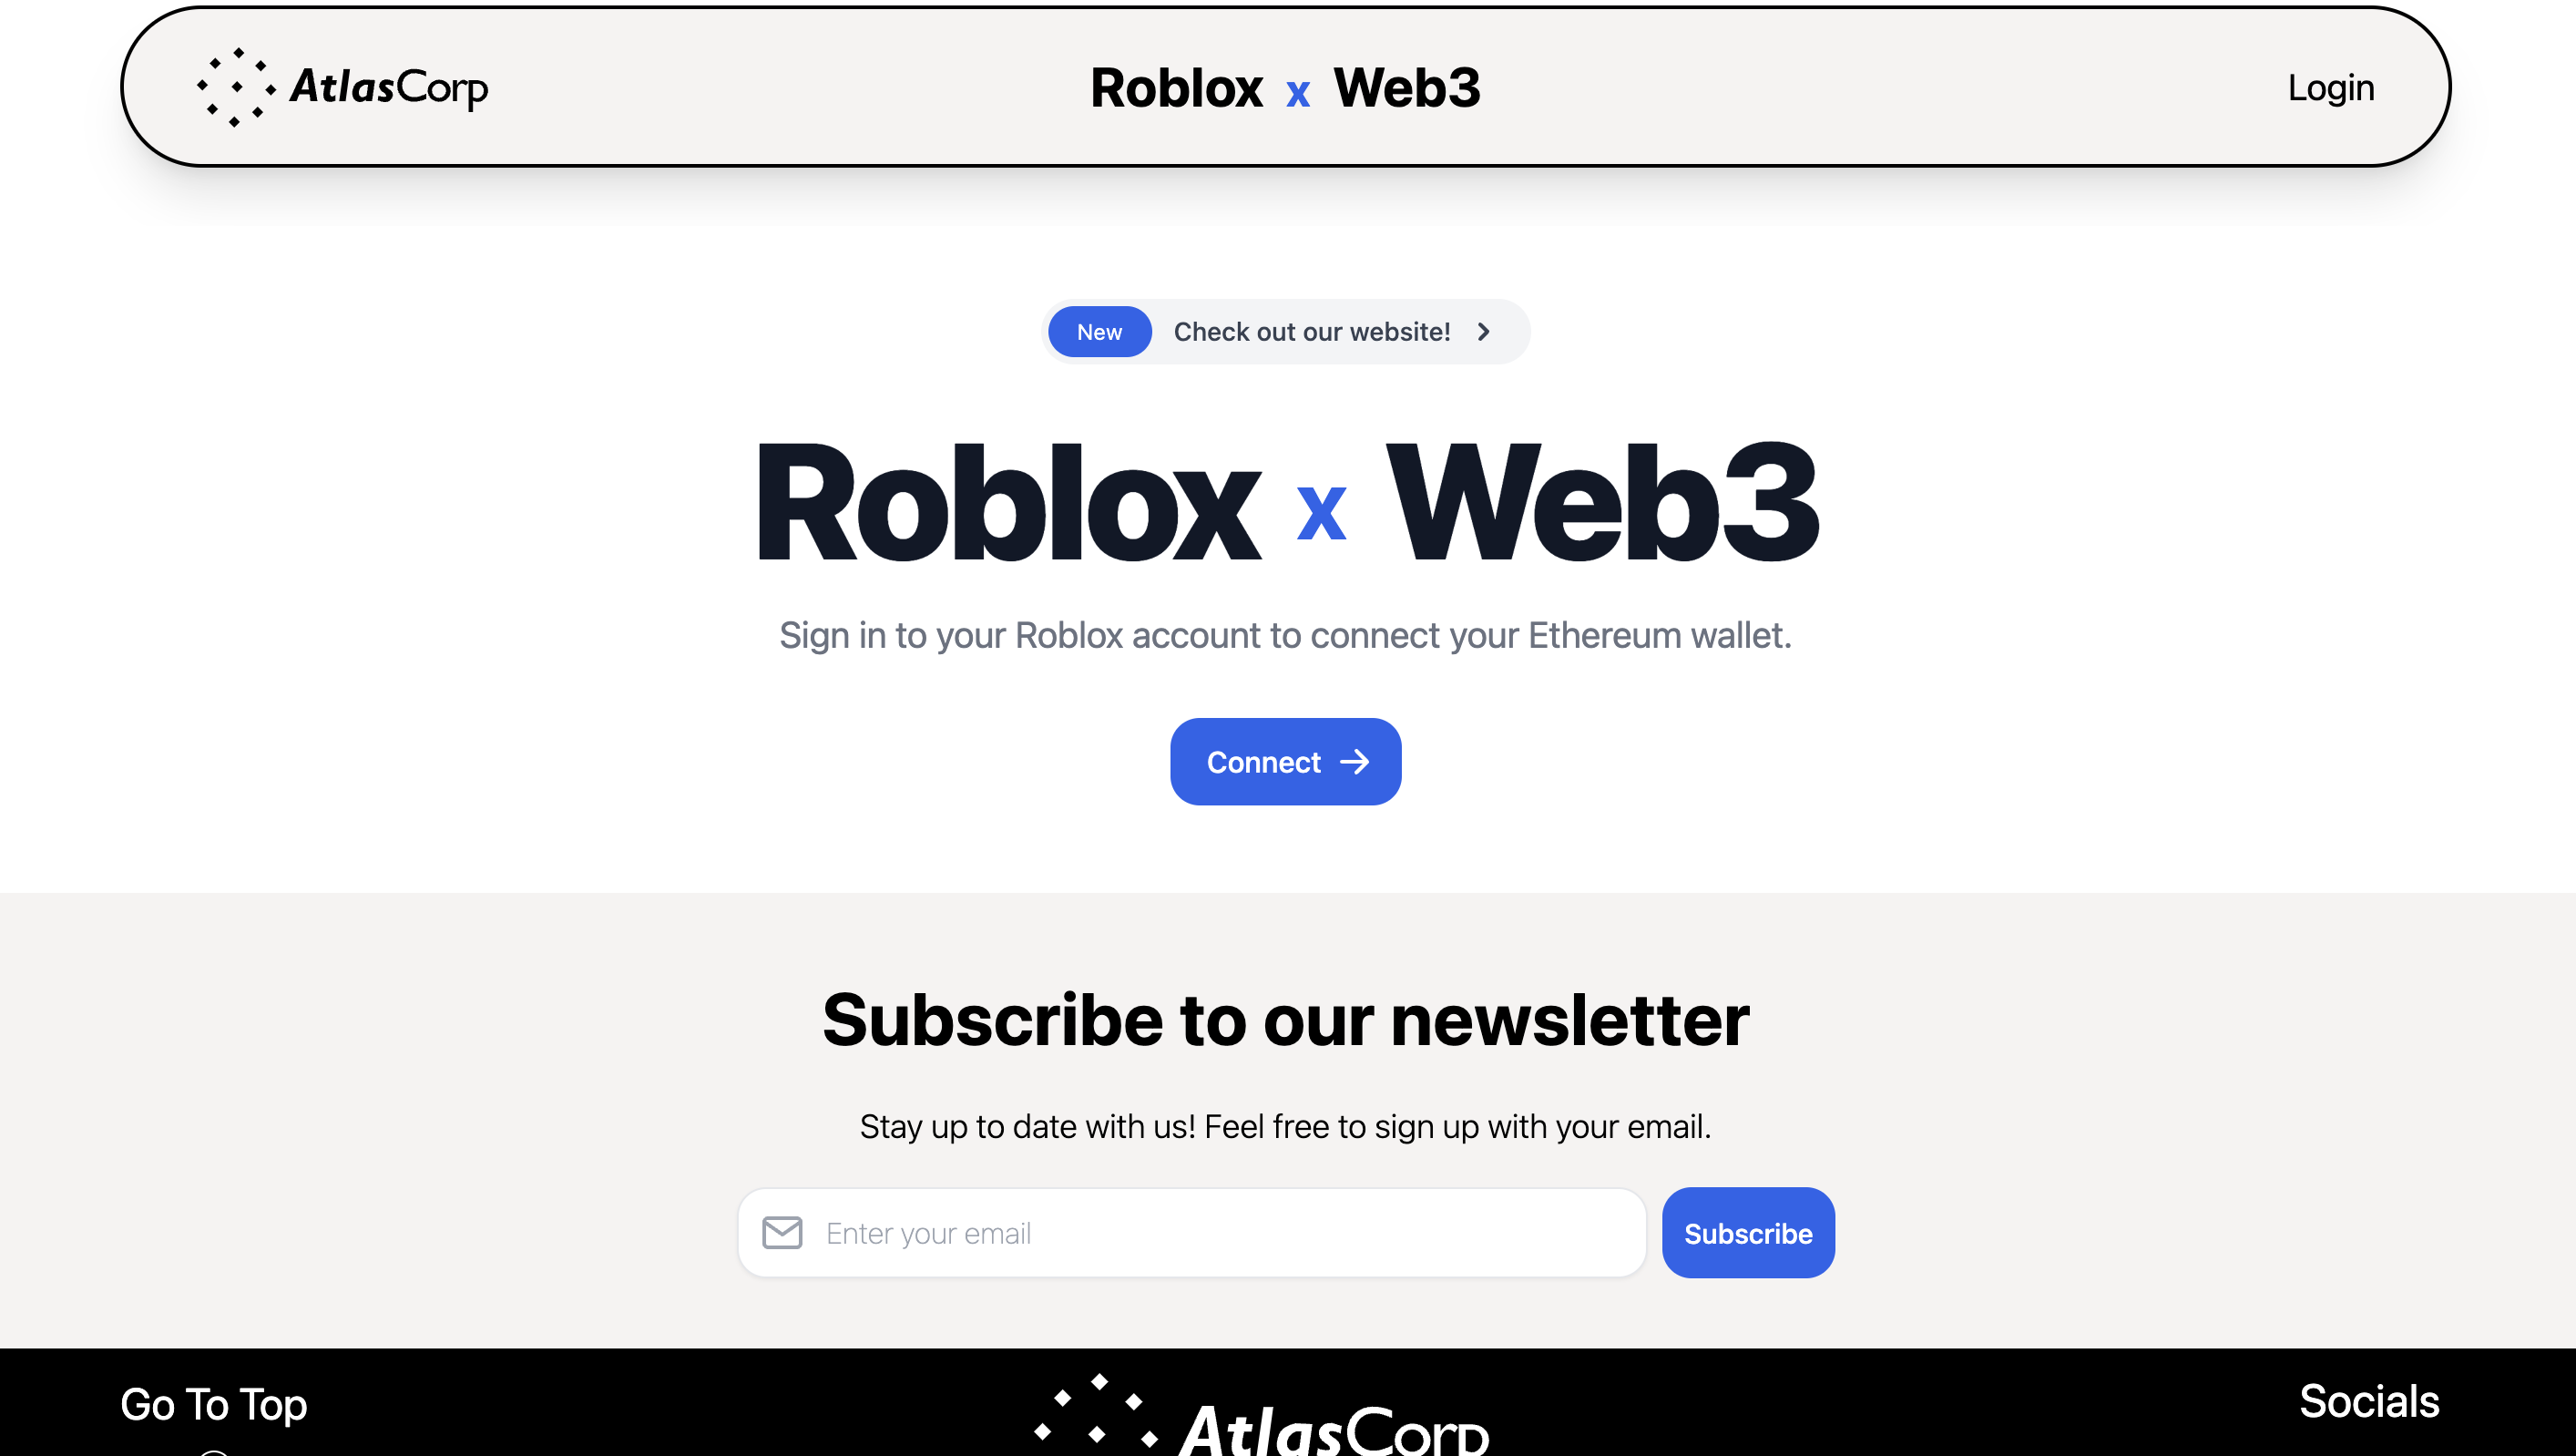 AtlasCorp
Roblox x Web3
Login
New Check out our website!
Roblox x Web3
Sign in to your Roblox account to connect your Ethereum wallet.
Connect
Subscribe to our newsletter
Stay up to date with us! Feel free to sign up with your email.
Enter your email
Subscribe
Go To Top
AtlasCorp
Socials